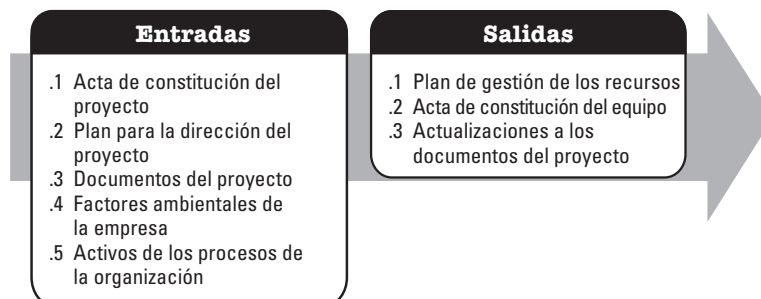 Entradas
.1 Acta de constitución del
proyecto
.2 Plan para la dirección del
proyecto
.3 Documentos del proyecto
.4 Factores ambientales de
la empresa
.5 Activos de los procesos de
la organización
Salidas
.1 Plan de gestión de los recursos
.2 Acta de constitución del equipo
.3 Actualizaciones a los
documentos del proyecto